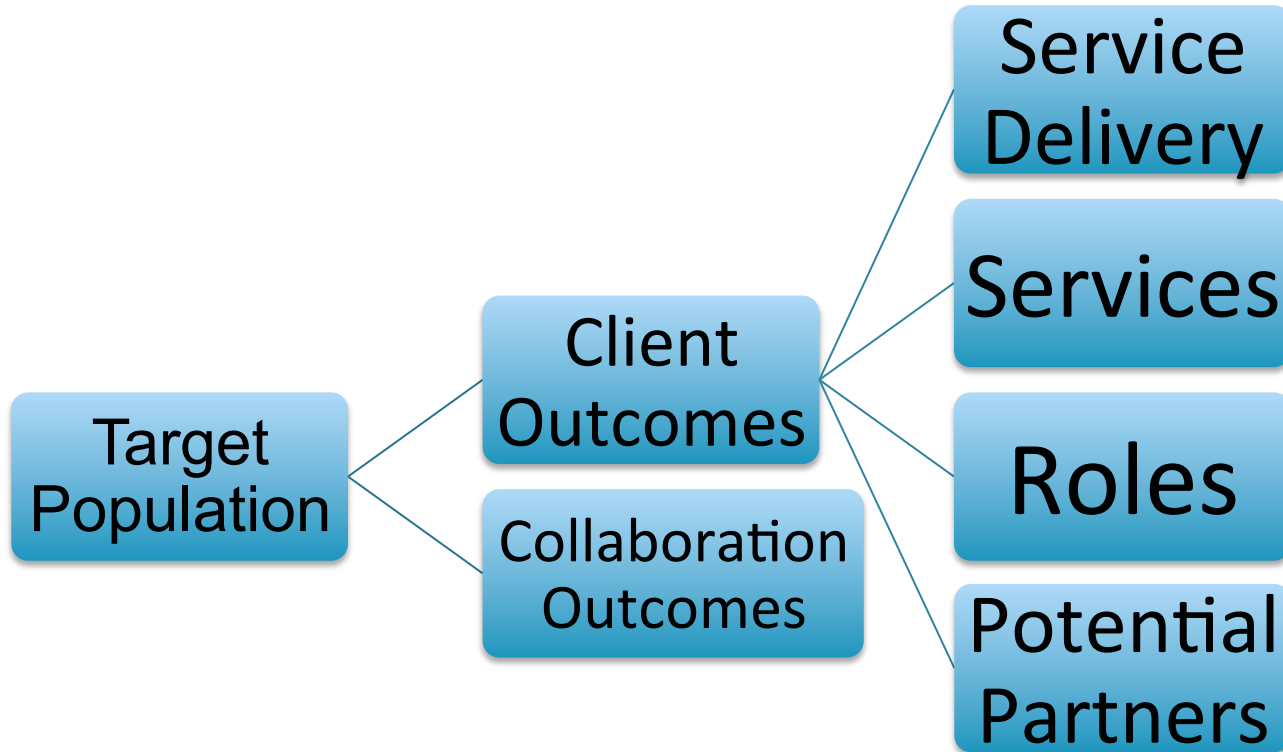 Target
Population
Client
Outcomes
Collaboration
Outcomes
Service
Delivery
Services
Roles
Potential
Partners